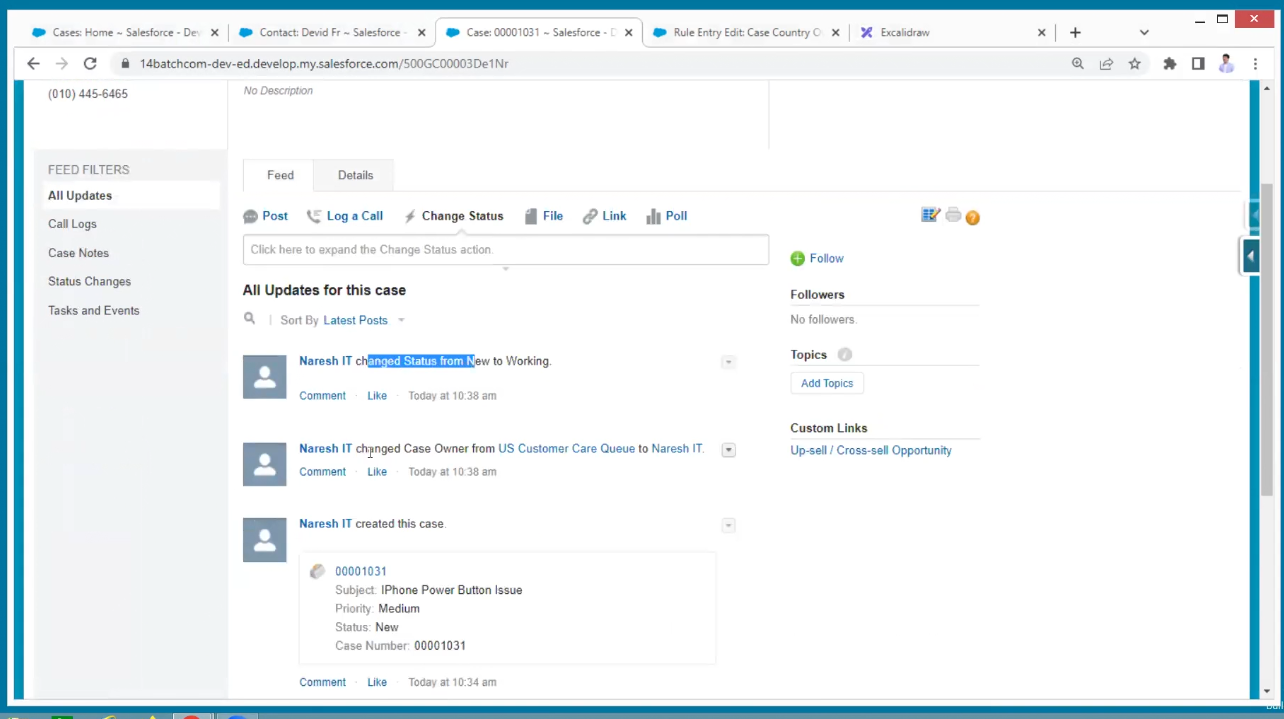 Cases: Home ~ Salesforce - Dev
Contact: Devid Fr ~ Salesforce -
Case: 00001031 ~ Salesforce - D
Rule Entry Edit: Case Country O
Excalidraw
14batchcom-dev-ed.develop.my.salesforce.com/500GC00003De1Nr
(010) 445-6465
No Description
FEED FILTERS
All Updates
Call Logs
Case Notes
Status Changes
Tasks and Events
Feed
Details
Post
Log a Call
Change Status
File
Link
Poll
Click here to expand the Change Status action.
All Updates for this case
Sort By Latest Posts
Naresh IT changed Status from New to Working.
Comment · Like · Today at 10:38 am
Naresh IT changed Case Owner from US Customer Care Queue to Naresh IT.
Comment · Like · Today at 10:38 am
Naresh IT created this case.
00001031
Subject: IPhone Power Button Issue
Priority: Medium
Status: New
Case Number: 00001031
Comment · Like · Today at 10:34 am
Follow
Followers
No followers.
Topics
Add Topics
Custom Links
Up-sell / Cross-sell Opportunity